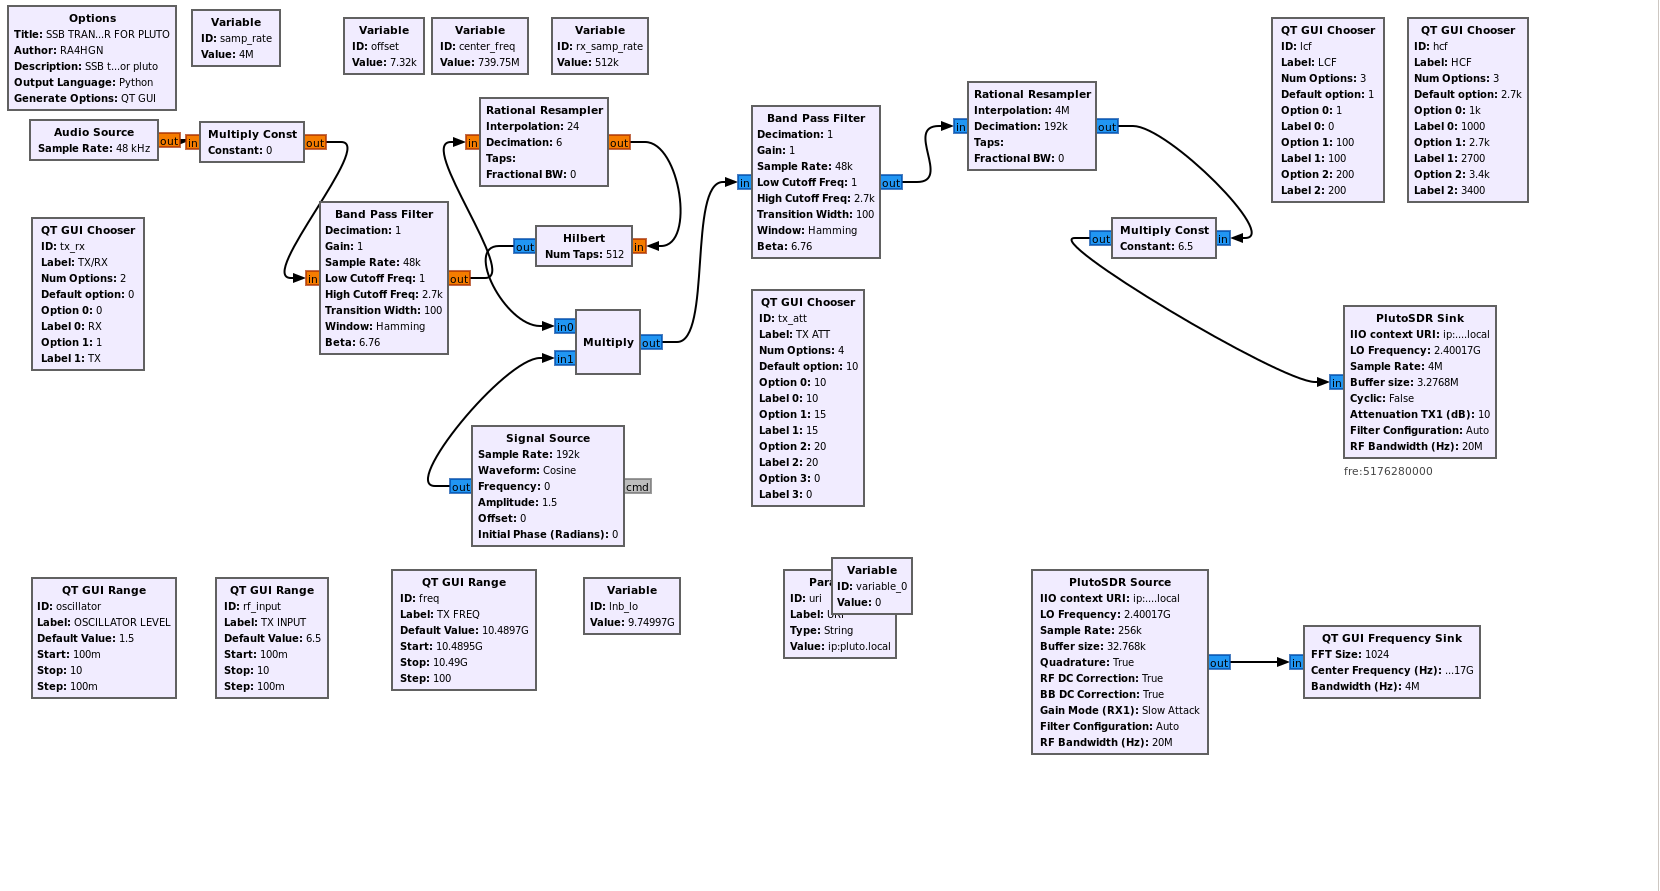 Options
Title: SSB TRAN...R FOR PLUTO
Author: RA4HGN
Description: SSB t...or pluto
Output Language: Python
Generate Options: QT GUI
Variable
ID: samp_rate
Value: 4M
Variable
ID: offset
Value: 7.32k
Variable
ID: center_freq
Value: 739.75M
Variable
ID: rx_samp_rate
Value: 512k
QT GUI Chooser
ID: lcf
Label: LCF
Num Options: 3
Default option: 1
Option 0: 1
Label 0: 0
Option 1: 100
Label 1: 100
Option 2: 200
Label 2: 200
QT GUI Chooser
ID: hcf
Label: HCF
Num Options: 3
Default option: 2.7k
Option 0: 1k
Label 0: 1000
Option 1: 2.7k
Label 1: 2700
Option 2: 3.4k
Label 2: 3400
Audio Source
Sample Rate: 48 kHz
out
in
Multiply Const
Constant: 0
out
in
Rational Resampler
Interpolation: 24
Decimation: 6
Taps:
Fractional BW: 0
out
in
Band Pass Filter
Decimation: 1
Gain: 1
Sample Rate: 48k
Low Cutoff Freq: 1
High Cutoff Freq: 2.7k
Transition Width: 100
Window: Hamming
Beta: 6.76
out
in
Rational Resampler
Interpolation: 4M
Decimation: 192k
Taps:
Fractional BW: 0
out
QT GUI Chooser
ID: tx_rx
Label: TX/RX
Num Options: 2
Default option: 0
Option 0: 0
Label 0: RX
Option 1: 1
Label 1: TX
in
Band Pass Filter
Decimation: 1
Gain: 1
Sample Rate: 48k
Low Cutoff Freq: 1
High Cutoff Freq: 2.7k
Transition Width: 100
Window: Hamming
Beta: 6.76
out
out
Hilbert
Num Taps: 512
in
out
Multiply Const
Constant: 6.5
in
in0
in1
Multiply
out
QT GUI Chooser
ID: tx_att
Label: TX ATT
Num Options: 4
Default option: 10
Option 0: 10
Label 0: 10
Option 1: 15
Label 1: 15
Option 2: 20
Label 2: 20
Option 3: 0
Label 3: 0
in
PlutoSDR Sink
IIO context URI: ip:....local
LO Frequency: 2.40017G
Sample Rate: 4M
Buffer size: 3.2768M
Cyclic: False
Attenuation TX1 (dB): 10
Filter Configuration: Auto
RF Bandwidth (Hz): 20M
fre:5176280000
out
Signal Source
Sample Rate: 192k
Waveform: Cosine
Frequency: 0
Amplitude: 1.5
Offset: 0
Initial Phase (Radians): 0
cmd
QT GUI Range
ID: oscillator
Label: OSCILLATOR LEVEL
Default Value: 1.5
Start: 100m
Stop: 10
Step: 100m
QT GUI Range
ID: rf_input
Label: TX INPUT
Default Value: 6.5
Start: 100m
Stop: 10
Step: 100m
QT GUI Range
ID: freq
Label: TX FREQ
Default Value: 10.4897G
Start: 10.4895G
Stop: 10.49G
Step: 100
Variable
ID: lnb_lo
Value: 9.74997G
ID: uri
Label:
Type: String
Value: ip:pluto.local
Variable
ID: variable_0
Value: 0
PlutoSDR Source
IIO context URI: ip:....local
LO Frequency: 2.40017G
Sample Rate: 256k
Buffer size: 32.768k
Quadrature: True
RF DC Correction: True
BB DC Correction: True
Gain Mode (RX1): Slow Attack
Filter Configuration: Auto
RF Bandwidth (Hz): 20M
out
in
QT GUI Frequency Sink
FFT Size: 1024
Center Frequency (Hz): ...17G
Bandwidth (Hz): 4M